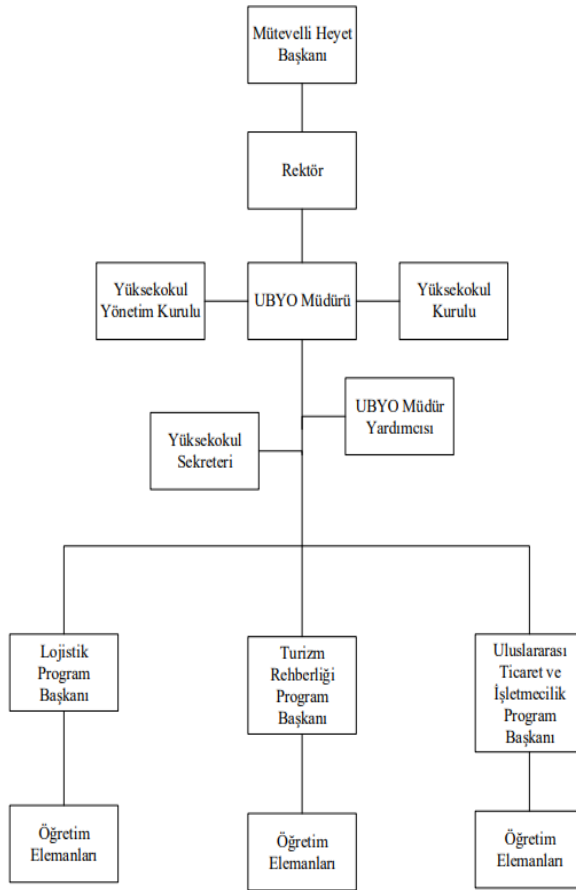 Mütevelli Heyet
Başkanı
Rektör
Yüksekokul
Yönetim Kurulu
UBYO Müdürü
Yüksekokul
Kurulu
UBYO Müdür
Yardımcısı
Yüksekokul
Sekreteri
Lojistik
Program
Başkanı
Turizm
Rehberliği
Program
Başkanı
Uluslararası
Ticaret ve
İşletmecilik
Program
Başkanı
Öğretim
Elemanları
Öğretim
Elemanları
Öğretim
Elemanları